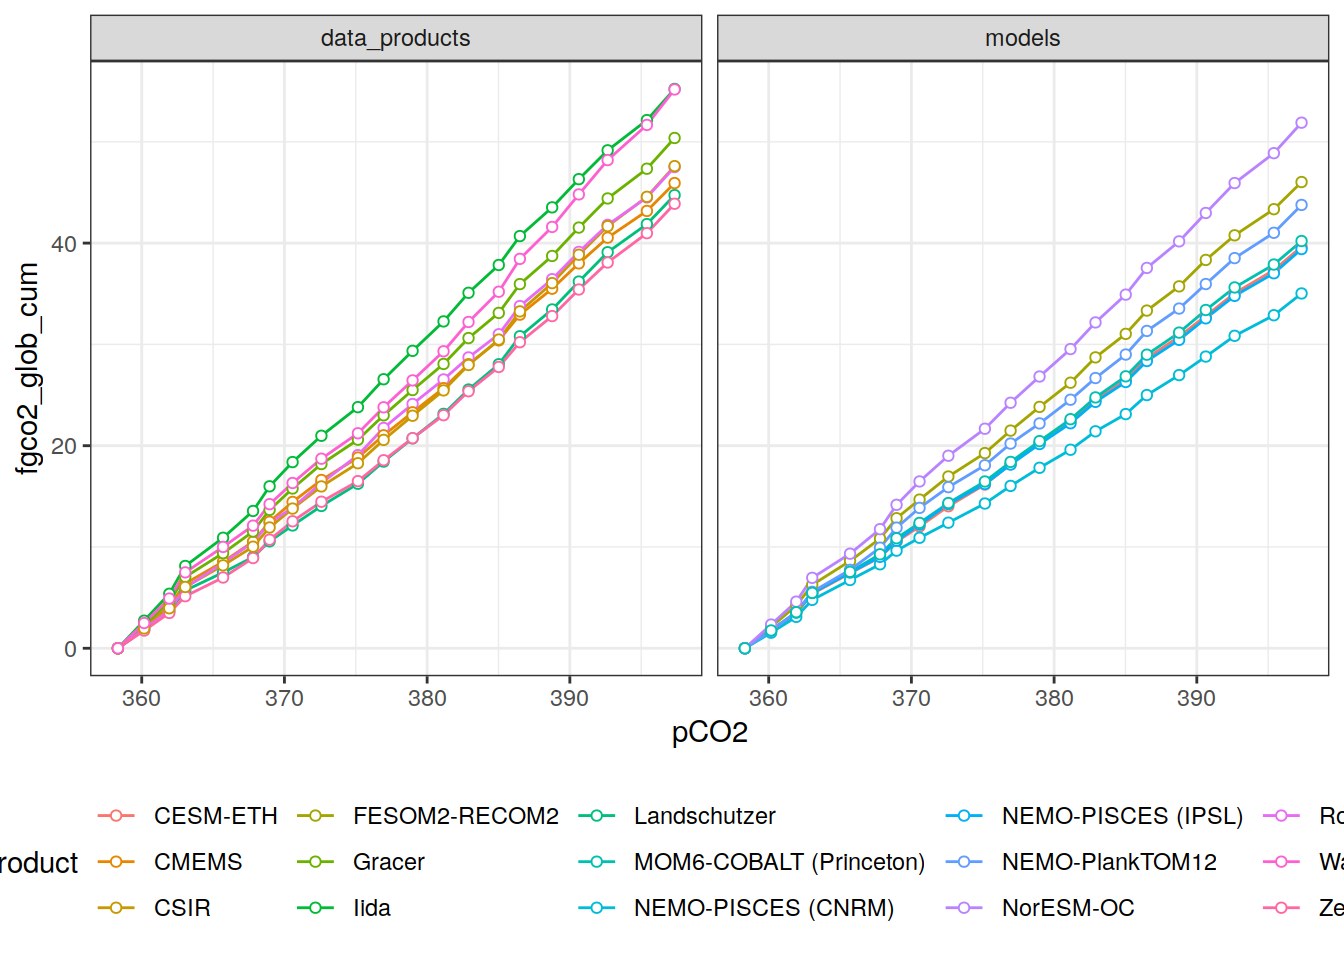 data_products models
fgco2_glob_cum
40
20
0
360 370 380 390 360 370 380 390
pCO2
CESM-ETH FESOM2-RECOM2 Landschutzer NEMO-PISCES (IPSL)
roduct CMEMS Gracer MOM6-COBALT (Princeton) NEMO-PlankTOM12
CSIR Iida NEMO-PISCES (CNRM) NorESM-OC